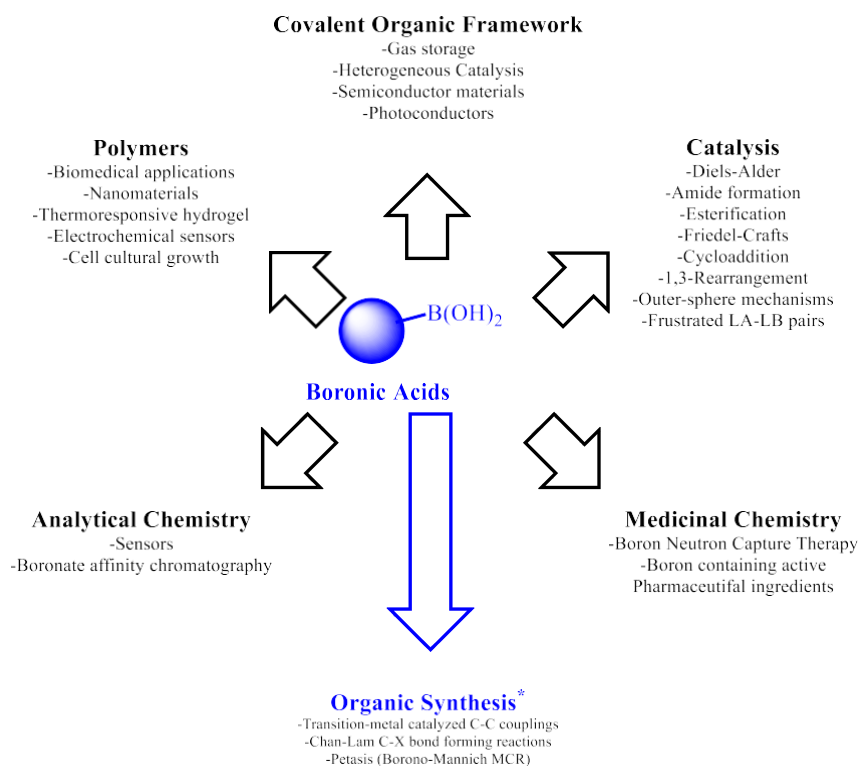 Covalent Organic Framework
-Gas storage
-Heterogeneous Catalysis
-Semiconductor materials
-Photoconductors
Polymers
-Biomedical applications
-Nanomaterials
-Thermoresponsive hydrogel
-Electrochemical sensors
-Cell cultural growth
Catalysis
-Diels-Alder
-Amide formation
-Esterification
-Friedel-Crafts
-Cycloaddition
-1,3-Rearrangement
-Outer-sphere mechanisms
-Frustrated LA-LB pairs
B(OH)₂
Boronic Acids
Analytical Chemistry
-Sensors
-Boronate affinity chromatography
Medicinal Chemistry
-Boron Neutron Capture Therapy
-Boron containing active
Pharmaceutifal ingredients
Organic Synthesis*
-Transition-metal catalyzed C-C couplings
-Chan-Lam C-X bond forming reactions
-Petasis (Borono-Mannich MCR)